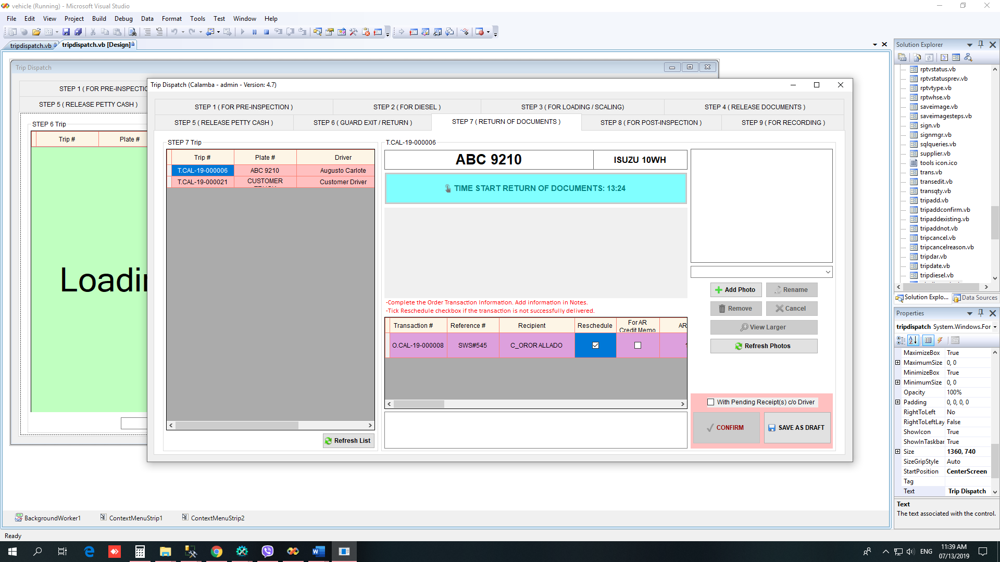 vehicle (Running) - Microsoft Visual Studio
File Edit View Project Build Debug Data Format Tools Test Window Help
tripdispatch.vb tripdispatch.vb [Design]
Trip Dispatch
STEP 1 ( FOR PRE-INSPECTIO
STEP 5 ( RELEASE PETTY CASH )
STEP 6 Trip
Trip # Plate #
Loadin
Trip Dispatch (Calamba - admin - Version: 4.7)
STEP 1 ( FOR PRE-INSPECTION ) STEP 2 ( FOR DIESEL ) STEP 3 ( FOR LOADING / SCALING) STEP 4 ( RELEASE DOCUMENTS )
STEP 5 ( RELEASE PETTY CASH ) STEP 6 ( GUARD EXIT / RETURN ) STEP 7 ( RETURN OF DOCUMENTS ) STEP 8 ( FOR POST-INSPECTION ) STEP 9 ( FOR RECORDING )
STEP 7 Trip
Trip # Plate # Driver
T.CAL-19-000006 ABC 9210 Augusto Carlote
T.CAL-19-000021 CUSTOMER Customer Driver
Refresh List
T.CAL-19-000006
ABC 9210 ISUZU 10WH
TIME START RETURN OF DOCUMENTS: 13:24
-Complete the Order Transaction Information. Add information in Notes.
-Tick Reschedule checkbox if the transaction is not successfully delivered.
Transaction # Reference # Recipient Reschedule For AR Credit Memo AR
O.CAL-19-000008 SWS#545 C_OROR ALLADO
Add Photo Rename
Remove Cancel
View Larger
Refresh Photos
With Pending Receipt(s) c/o Driver
CONFIRM SAVE AS DRAFT
BackgroundWorker1 ContextMenuStrip1 ContextMenuStrip2
Ready
Solution Explorer
rptvstatus.vb
rptvstatusprev.vb
rptvtype.vb
rptwhse.vb
saveimage.vb
saveimagesteps.vb
sign.vb
signmgr.vb
sqlqueries.vb
supplier.vb
tools icon.ico
trans.vb
transedit.vb
transqty.vb
tripadd.vb
tripaddconfirm.vb
tripaddexisting.vb
tripaddnot.vb
tripcancel.vb
tripcancelreason.vb
tripdar.vb
tripdate.vb
tripdiesel.vb
Solution Explo... Data Sources
Properties
tripdispatch System.Windows.For
MaximizeBox True
MaximumSize 0, 0
MinimizeBox True
MinimumSize 0, 0
Opacity 100%
Padding 0, 0, 0, 0
RightToLeft No
RightToLeftLay False
ShowIcon True
ShowInTaskbar True
Size 1360, 740
SizeGripStyle Auto
StartPosition CenterScreen
Tag
Text Trip Dispatch
Text
The text associated with the control.
ENG
11:39 AM
07/13/2019